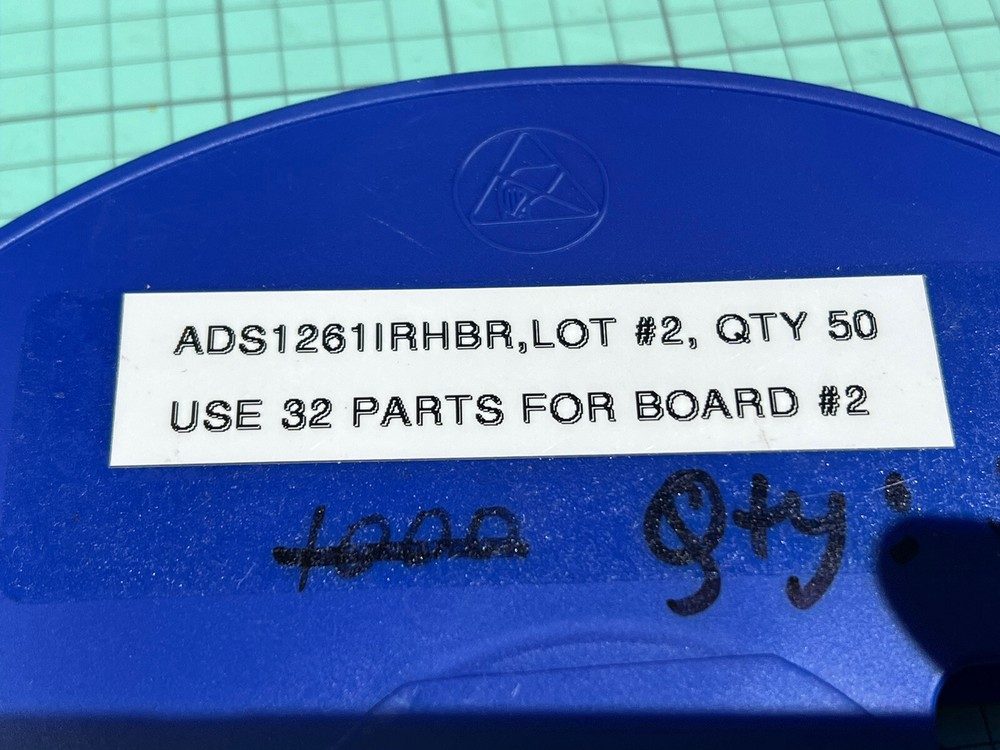 ADS1261IRHBR,LOT #2, QTY 50
USE 32 PARTS FOR BOARD #2
1000 Qty: